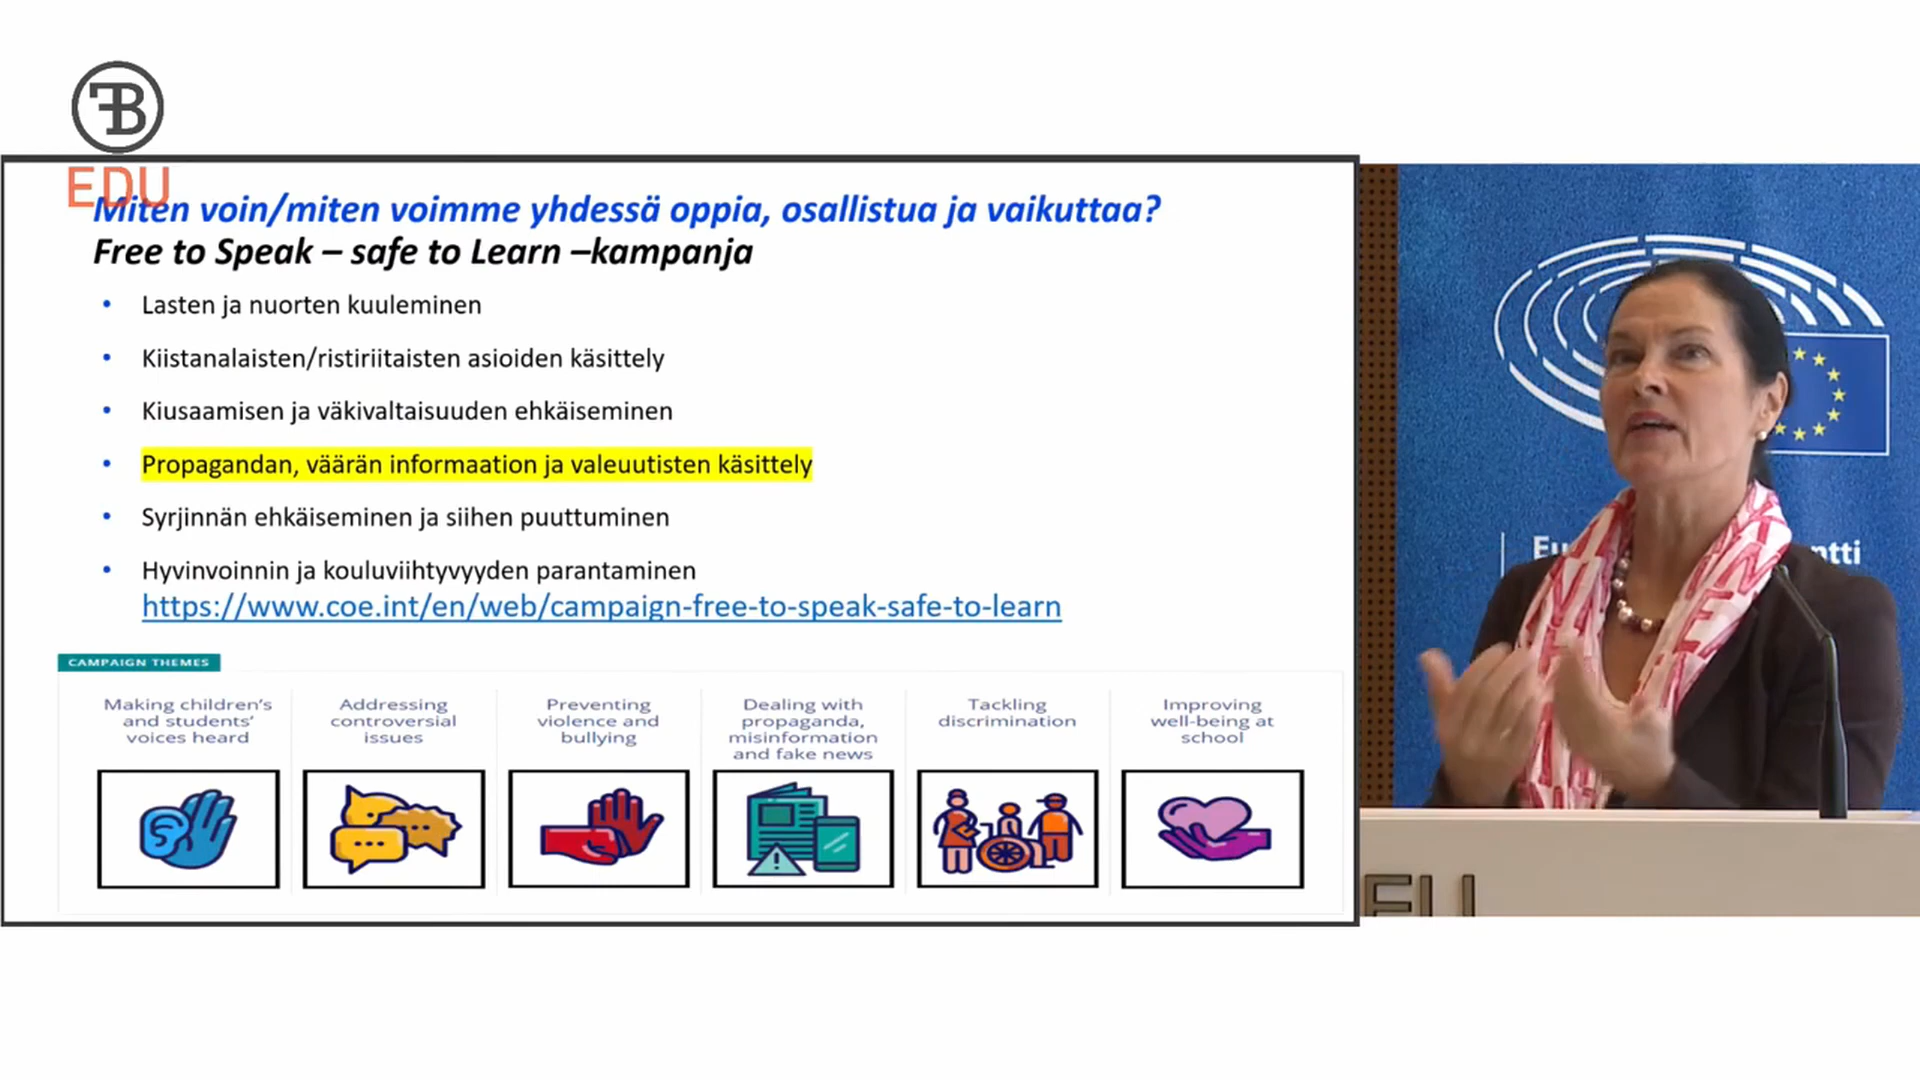 EDU
Miten voin/miten voimme yhdessä oppia, osallistua ja vaikuttaa?
Free to Speak – safe to Learn –kampanja
• Lasten ja nuorten kuuleminen
• Kiistanalaisten/ristiriitaisten asioiden käsittely
• Kiusaamisen ja väkivaltaisuuden ehkäiseminen
• Propagandan, väärän informaation ja valeuutisten käsittely
• Syrjinnän ehkäiseminen ja siihen puuttuminen
• Hyvinvoinnin ja kouluviihtyvyyden parantaminen
https://www.coe.int/en/web/campaign-free-to-speak-safe-to-learn
CAMPAIGN THEMES
Making children's
and students'
voices heard
Addressing
controversial
issues
Preventing
violence and
bullying
Dealing with
propaganda,
misinformation
and fake news
Tackling
discrimination
Improving
well-being at
school